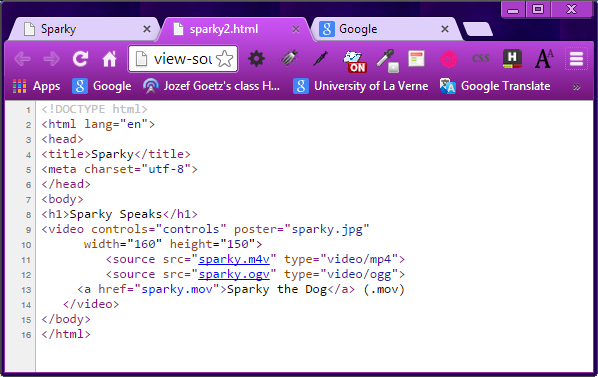 Sparky
sparky2.html
Google
view-sou
ON
CSS
H
A
Apps
Google
Jozef Goetz's class H...
University of La Verne
Google Translate
»
1 <!DOCTYPE html>
2 <html lang="en">
3 <head>
4 <title>Sparky</title>
5 <meta charset="utf-8">
6 </head>
7 <body>
8 <h1>Sparky Speaks</h1>
9 <video controls="controls" poster="sparky.jpg"
10 width="160" height="150">
11 <source src="sparky.m4v" type="video/mp4">
12 <source src="sparky.ogv" type="video/ogg">
13 <a href="sparky.mov">Sparky the Dog</a> (.mov)
14 </video>
15 </body>
16 </html>